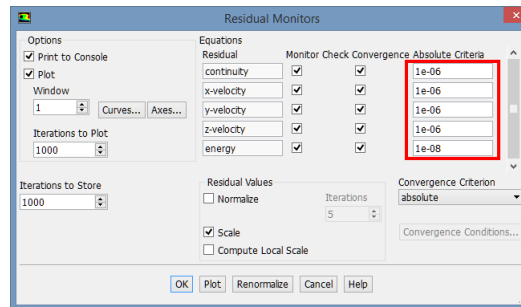 Residual Monitors
Options
Print to Console
Plot
Window
1
Curves... Axes...
Iterations to Plot
1000
Iterations to Store
1000
Equations
Residual Monitor Check Convergence Absolute Criteria
continuity 1e-06
x-velocity 1e-06
y-velocity 1e-06
z-velocity 1e-06
energy 1e-08
Residual Values
Normalize
Iterations
5
Scale
Compute Local Scale
Convergence Criterion
absolute
Convergence Conditions...
OK Plot Renormalize Cancel Help